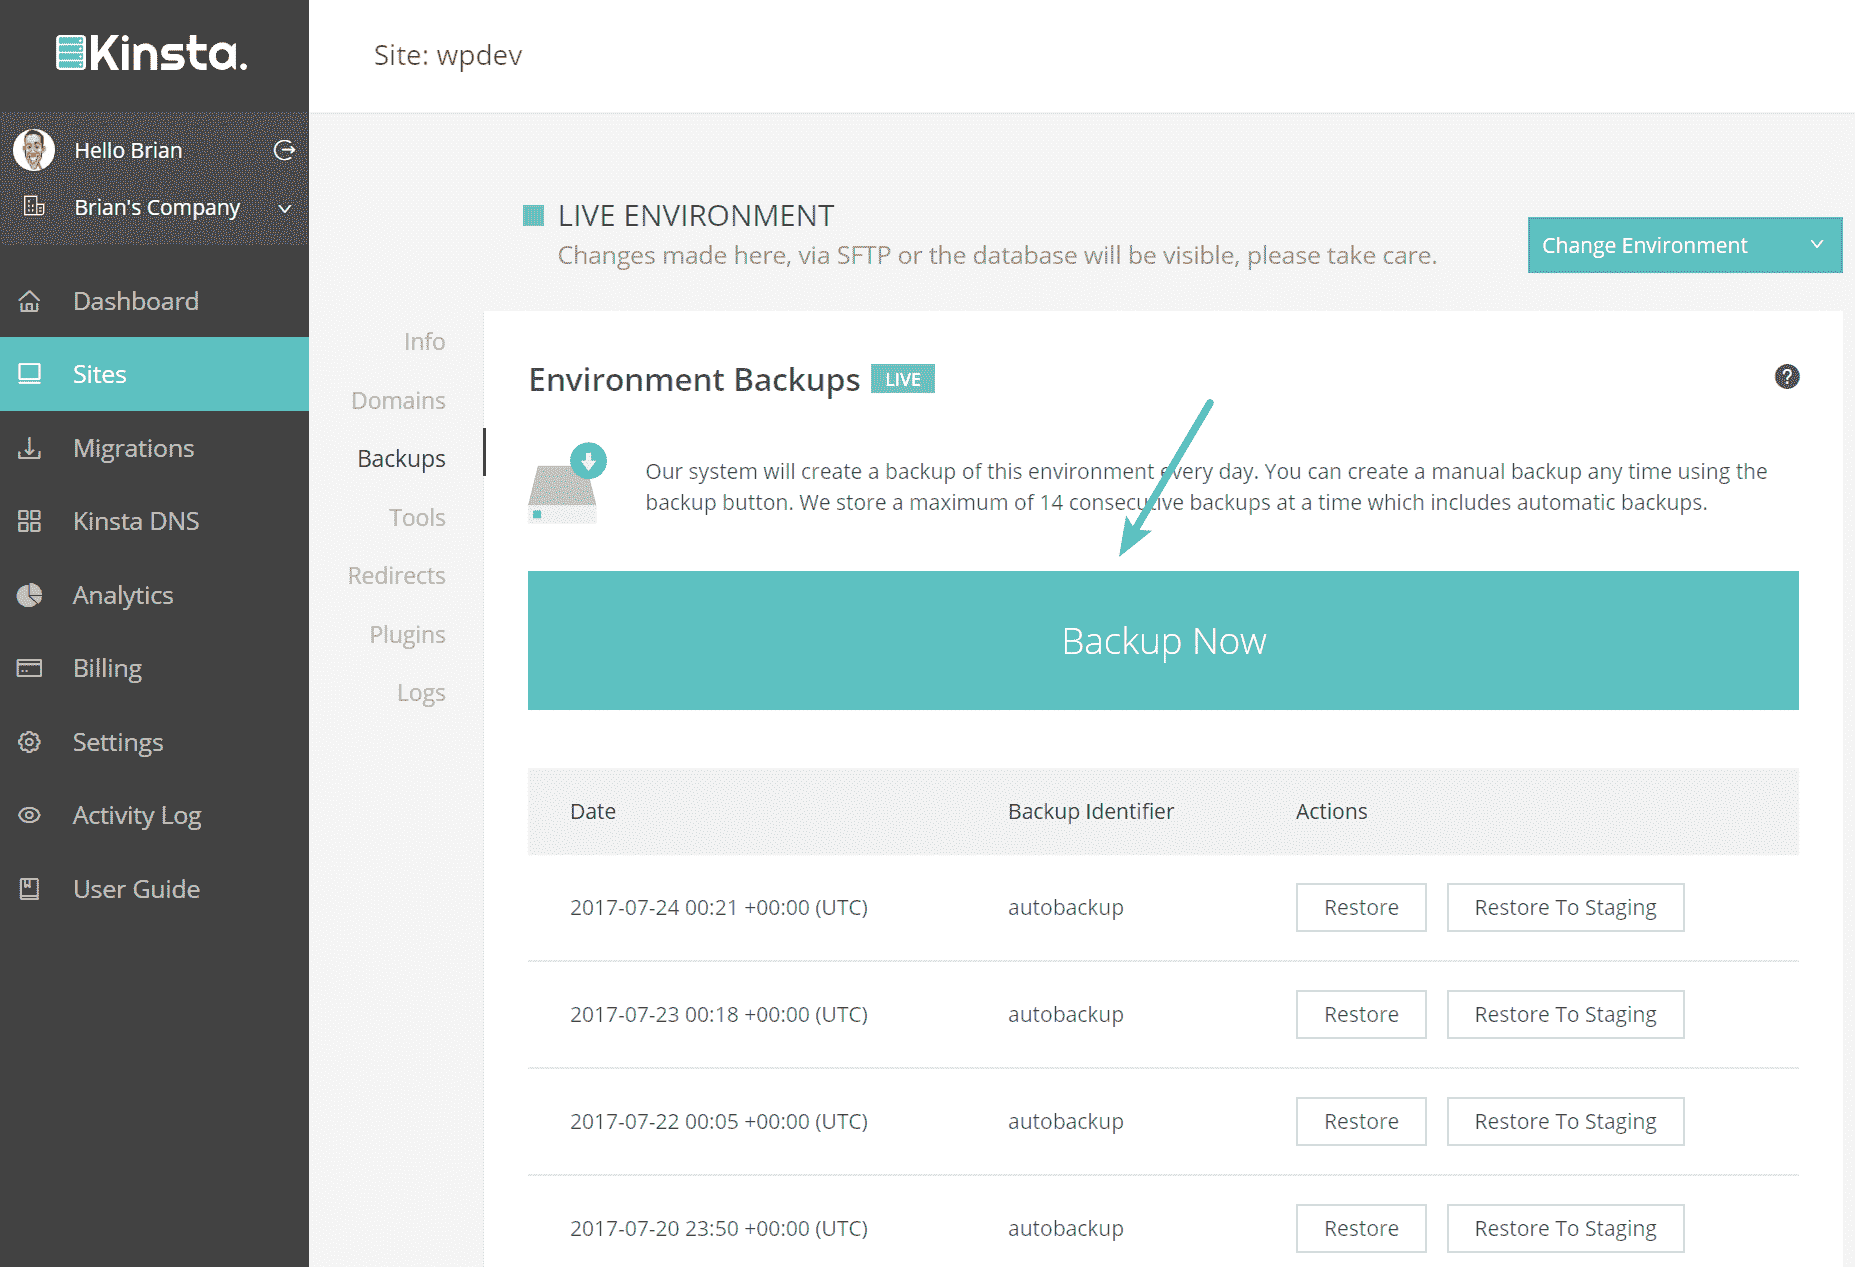 Kinsta.
Site: wpdev
Hello Brian
Brian's Company
Dashboard
Sites
Migrations
Kinsta DNS
Analytics
Billing
Settings
Activity Log
User Guide
LIVE ENVIRONMENT
Changes made here, via SFTP or the database will be visible, please take care.
Change Environment
Info
Domains
Backups
Tools
Redirects
Plugins
Logs
Environment Backups LIVE
?
Our system will create a backup of this environment every day. You can create a manual backup any time using the
backup button. We store a maximum of 14 consecutive backups at a time which includes automatic backups.
Backup Now
Date Backup Identifier Actions
2017-07-24 00:21 +00:00 (UTC) autobackup Restore Restore To Staging
2017-07-23 00:18 +00:00 (UTC) autobackup Restore Restore To Staging
2017-07-22 00:05 +00:00 (UTC) autobackup Restore Restore To Staging
2017-07-20 23:50 +00:00 (UTC) autobackup Restore Restore To Staging